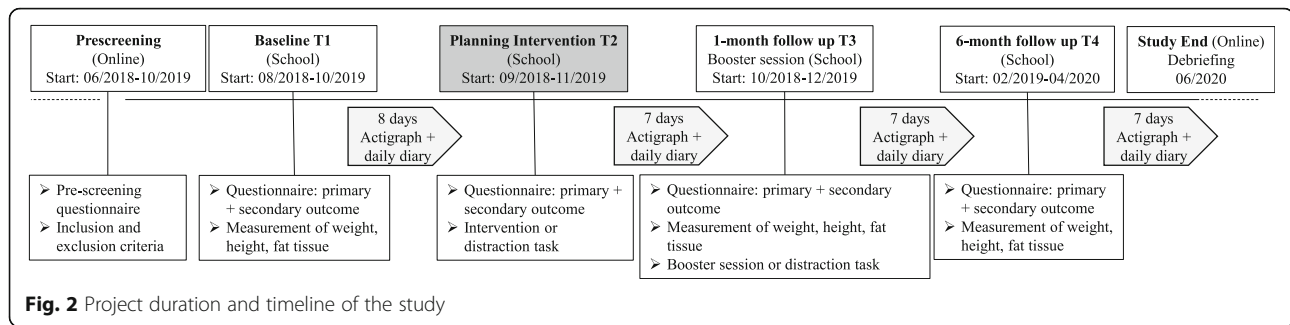 Prescreening
(Online)
Start: 06/2018-10/2019
Baseline T1
(School)
Start: 08/2018-10/2019
Planning Intervention T2
(School)
Start: 09/2018-11/2019
1-month follow up T3
Booster session (School)
Start: 10/2018-12/2019
6-month follow up T4
(School)
Start: 02/2019-04/2020
Study End (Online)
Debriefing
06/2020
8 days
Actigraph +
daily diary
7 days
Actigraph +
daily diary
7 days
Actigraph +
daily diary
7 days
Actigraph +
daily diary
➢ Pre-screening
questionnaire
➢ Inclusion and
exclusion criteria
➢ Questionnaire: primary
+ secondary outcome
➢ Measurement of weight,
height, fat tissue
➢ Questionnaire: primary +
secondary outcome
➢ Intervention or
distraction task
➢ Questionnaire: primary + secondary
outcome
➢ Measurement of weight, height, fat
tissue
➢ Booster session or distraction task
➢ Questionnaire: primary
+ secondary outcome
➢ Measurement of weight,
height, fat tissue
Fig. 2 Project duration and timeline of the study